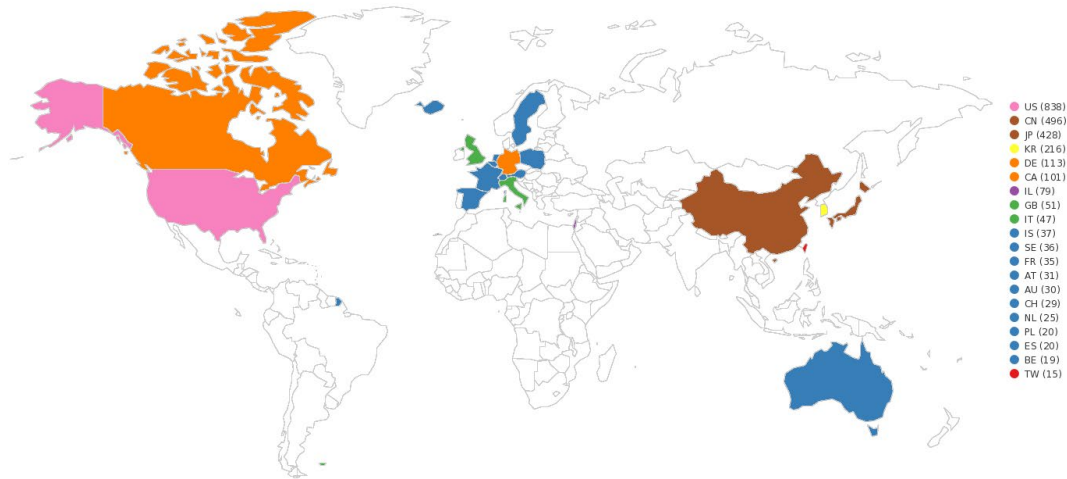 US (838)
CN (496)
JP (428)
KR (216)
DE (113)
CA (101)
IL (79)
GB (51)
IT (47)
IS (37)
SE (36)
FR (35)
AT (31)
AU (30)
CH (29)
NL (25)
PL (20)
ES (20)
BE (19)
TW (15)